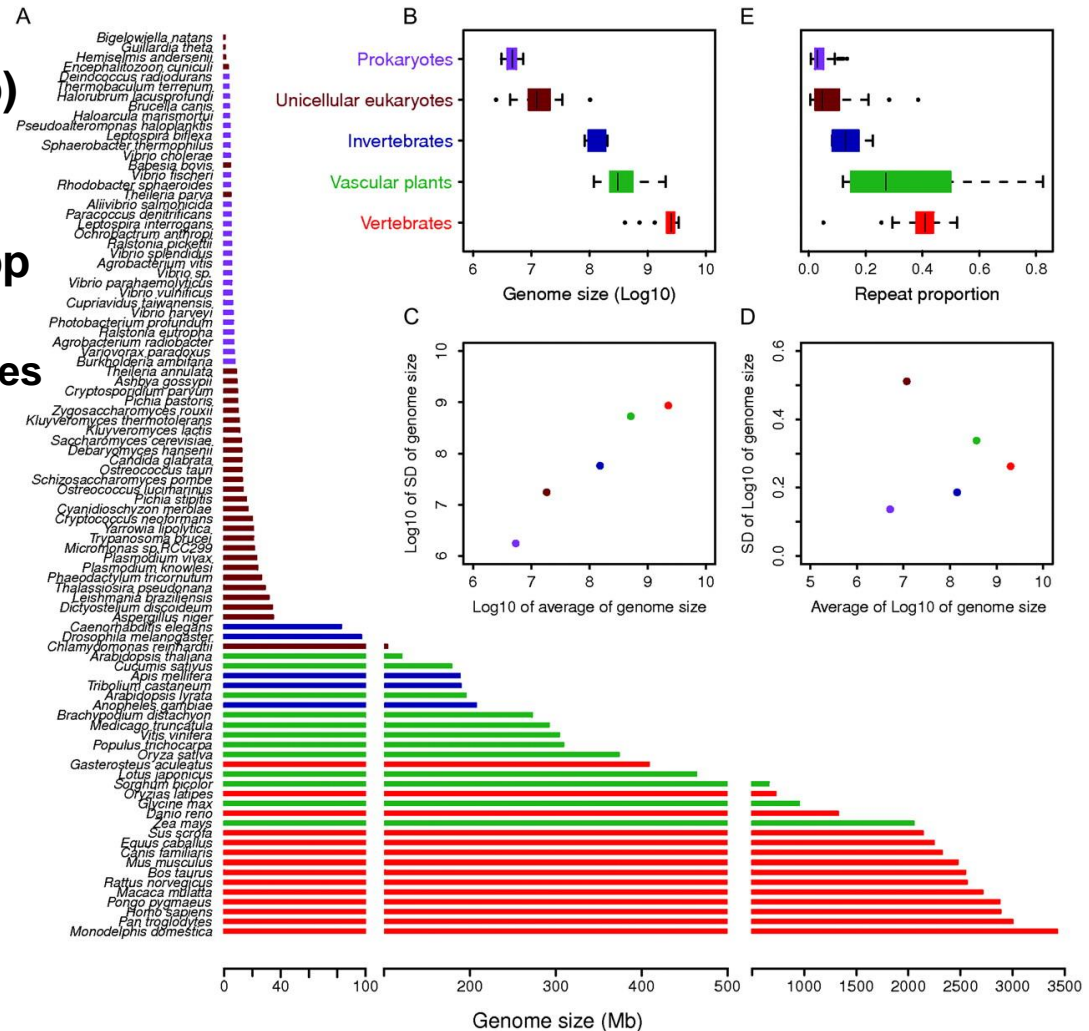 A
)
op
es
Bigelowiella natans
Guillardia theta
Hemiselmis andersenii
Encephalitozoon cuniculi
Deinococcus radiodurans
Thermobaculum terrenum
Halorubrum lacusprofundi
Brucella canis
Haloarcula marismortui
Pseudoalteromonas haloplanktis
Leptospira biflexa
Sphaerobacter thermophilus
Vibrio cholerae
Babesia bovis
Vibrio fischeri
Rhodobacter sphaeroides
Theileria parva
Aliivibrio salmonicida
Paracoccus denitrificans
Leptospira interrogans
Ochrobactrum anthropi
Ralstonia pickettii
Vibrio splendidus
Agrobacterium vitis
Vibrio sp.
Vibrio parahaemolyticus
Vibrio vulnificus
Cupriavidus taiwanensis
Vibrio harveyi
Photobacterium profundum
Ralstonia eutropha
Agrobacterium radiobacter
Variovorax paradoxus
Burkholderia ambifaria
Theileria annulata
Ashbya gossypii
Cryptosporidium parvum
Pichia pastoris
Zygosaccharomyces rouxii
Kluyveromyces thermotolerans
Kluyveromyces lactis
Saccharomyces cerevisiae
Debaryomyces hansenii
Candida glabrata
Ostreococcus tauri
Schizosaccharomyces pombe
Ostreococcus lucimarinus
Pichia stipitis
Cyanidioschyzon merolae
Cryptococcus neoformans
Yarrowia lipolytica
Trypanosoma brucei
Micromonas sp.RCC299
Plasmodium vivax
Plasmodium knowlesi
Phaeodactylum tricornutum
Thalassiosira pseudonana
Leishmania braziliensis
Dictyostelium discoideum
Aspergillus niger
Caenorhabditis elegans
Drosophila melanogaster
Chlamydomonas reinhardtii
Arabidopsis thaliana
Cucumis sativus
Apis mellifera
Tribolium castaneum
Arabidopsis lyrata
Anopheles gambiae
Brachypodium distachyon
Medicago truncatula
Vitis vinifera
Populus trichocarpa
Oryza sativa
Gasterosteus aculeatus
Lotus japonicus
Sorghum bicolor
Oryzias latipes
Glycine max
Danio rerio
Zea mays
Sus scrofa
Equus caballus
Canis familiaris
Mus musculus
Bos taurus
Rattus norvegicus
Macaca mulatta
Pongo pygmaeus
Homo sapiens
Pan troglodytes
Monodelphis domestica
0 40 100 200 300 400 500 1000 1500 2000 2500 3000 3500
Genome size (Mb)
B
Prokaryotes
Unicellular eukaryotes
Invertebrates
Vascular plants
Vertebrates
6 7 8 9 10
Genome size (Log10)
E
0.0 0.2 0.4 0.6 0.8
Repeat proportion
C
Log10 of SD of genome size
10
9
8
7
6
6 7 8 9 10
Log10 of average of genome size
D
SD of Log10 of genome size
0.6
0.4
0.2
0.0
5 6 7 8 9 10
Average of Log10 of genome size